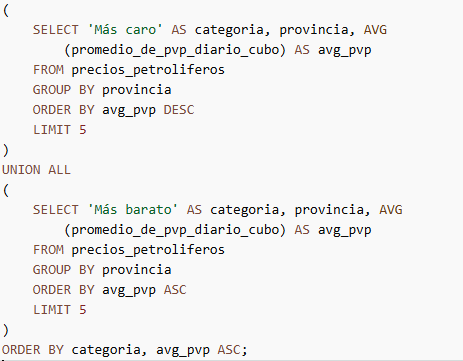 (
SELECT 'Más caro' AS categoria, provincia, AVG
(promedio_de_pvp_diario_cubo) AS avg_pvp
FROM precios_petroliferos
GROUP BY provincia
ORDER BY avg_pvp DESC
LIMIT 5
)
UNION ALL
(
SELECT 'Más barato' AS categoria, provincia, AVG
(promedio_de_pvp_diario_cubo) AS avg_pvp
FROM precios_petroliferos
GROUP BY provincia
ORDER BY avg_pvp ASC
LIMIT 5
)
ORDER BY categoria, avg_pvp ASC;